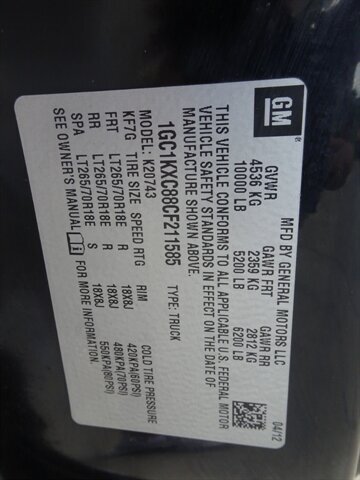 GM
MFD BY GENERAL MOTORS LLC
04/12
GVWR GAWR FRT GAWR RR
4536 KG 2359 KG 2812 KG
10000 LB 5200 LB 6200 LB
THIS VEHICLE CONFORMS TO ALL APPLICABLE U.S. FEDERAL MOTOR
VEHICLE SAFETY STANDARDS IN EFFECT ON THE DATE OF
MANUFACTURE SHOWN ABOVE.
1GC1KXC88CF211585 TYPE: TRUCK
MODEL: K20743
KF7G TIRE SIZE SPEED RTG RIM COLD TIRE PRESSURE
FRT LT265/70R18E R 18X8J 420KPA(60PSI)
RR LT265/70R18E R 18X8J 480KPA(70PSI)
SPA LT265/70R18E S 18X8J 550KPA(80PSI)
SEE OWNER'S MANUAL